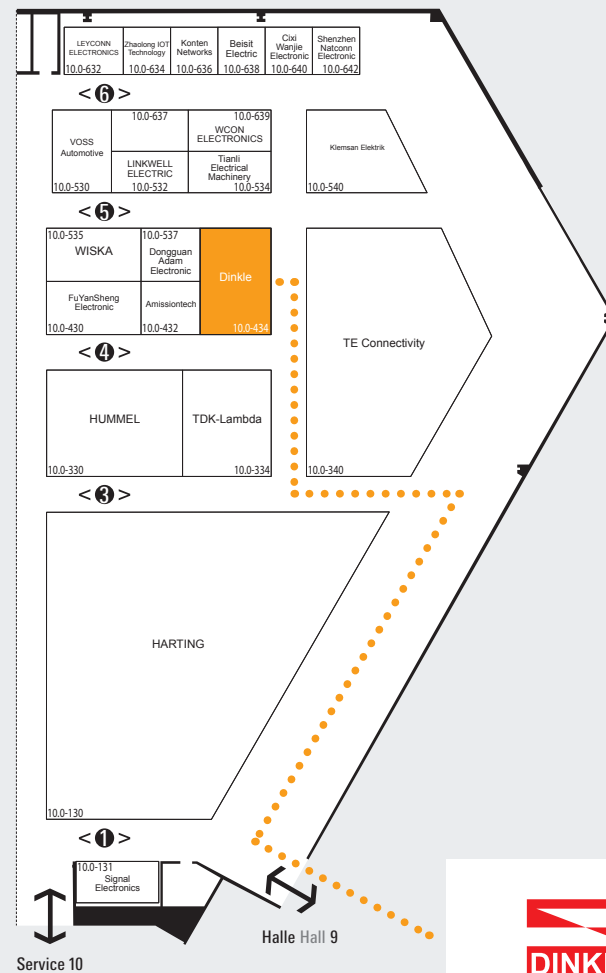 LEYCONN
ELECTRONICS
10.0-632
Zhaolong IOT
Technology
10.0-634
Konten
Networks
10.0-636
Beisit
Electric
10.0-638
Cixi
Wanjie
Electronic
10.0-640
Shenzhen
Natconn
Electronic
10.0-642
<6>
VOSS
Automotive
10.0-530
10.0-637
10.0-639
WCON
ELECTRONICS
LINKWELL
ELECTRIC
10.0-532
Tianli
Electrical
Machinery
10.0-534
Klemsan Elektrik
10.0-540
<5>
10.0-535
WISKA
10.0-537
Dongguan
Adam
Electronic
Dinkle
10.0-434
FuYanSheng
Electronic
10.0-430
Amissiontech
10.0-432
TE Connectivity
10.0-340
<4>
HUMMEL
10.0-330
TDK-Lambda
10.0-334
<3>
HARTING
10.0-130
<1>
10.0-131
Signal
Electronics
Halle Hall 9
Service 10
DINK